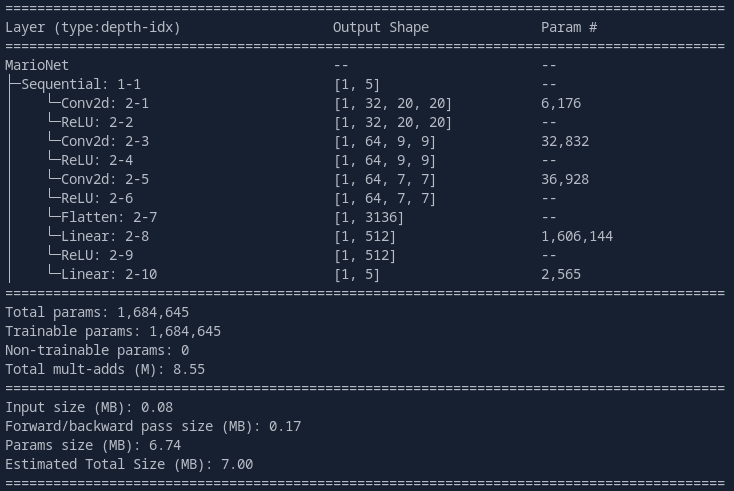 ==========================================================================================
Layer (type:depth-idx)                   Output Shape              Param #
==========================================================================================
MarioNet                                 --                        --
├─Sequential: 1-1                        [1, 5]                    --
│    └─Conv2d: 2-1                       [1, 32, 20, 20]           6,176
│    └─ReLU: 2-2                         [1, 32, 20, 20]           --
│    └─Conv2d: 2-3                       [1, 64, 9, 9]             32,832
│    └─ReLU: 2-4                         [1, 64, 9, 9]             --
│    └─Conv2d: 2-5                       [1, 64, 7, 7]             36,928
│    └─ReLU: 2-6                         [1, 64, 7, 7]             --
│    └─Flatten: 2-7                      [1, 3136]                 --
│    └─Linear: 2-8                       [1, 512]                  1,606,144
│    └─ReLU: 2-9                         [1, 512]                  --
│    └─Linear: 2-10                      [1, 5]                    2,565
==========================================================================================
Total params: 1,684,645
Trainable params: 1,684,645
Non-trainable params: 0
Total mult-adds (M): 8.55
==========================================================================================
Input size (MB): 0.08
Forward/backward pass size (MB): 0.17
Params size (MB): 6.74
Estimated Total Size (MB): 7.00
==========================================================================================